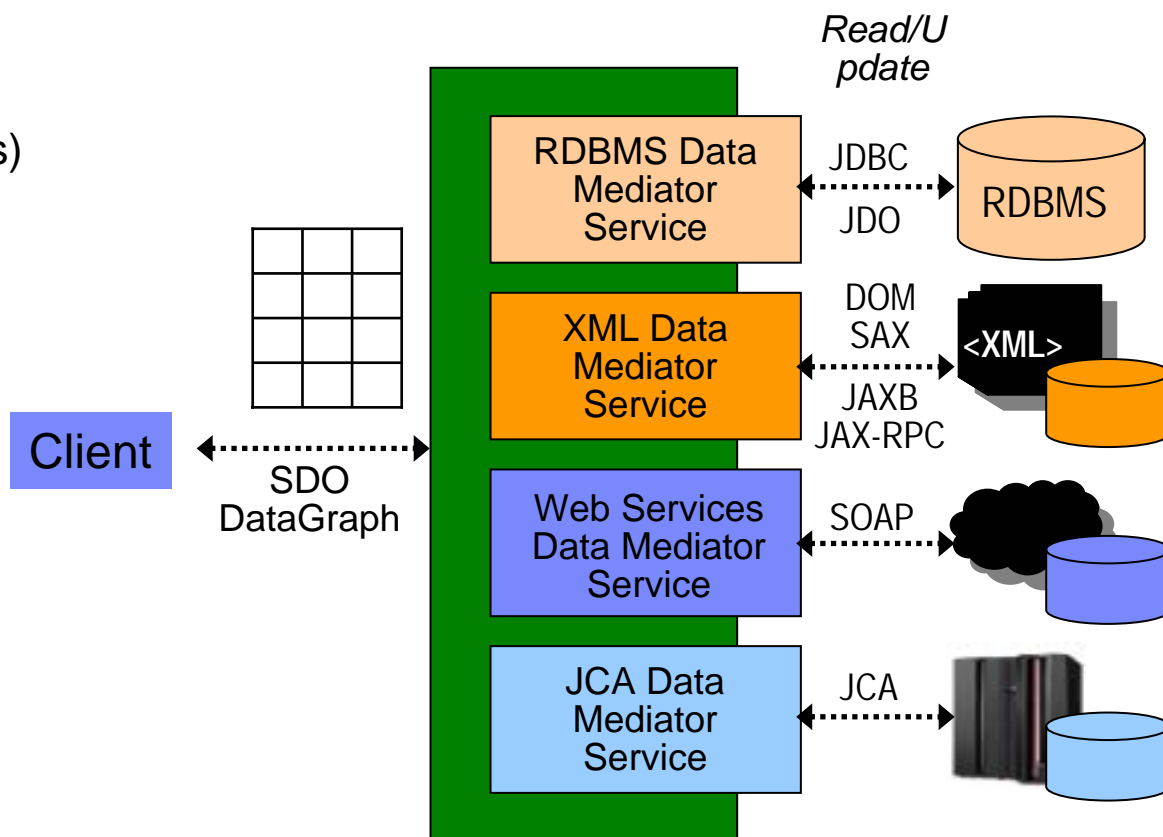 Read/U
pdate
s)
RDBMS Data
Mediator
Service
JDBC
JDO
RDBMS
XML Data
Mediator
Service
DOM
SAX
JAXB
JAX-RPC
<XML>
Client
SDO
DataGraph
Web Services
Data Mediator
Service
SOAP
JCA Data
Mediator
Service
JCA